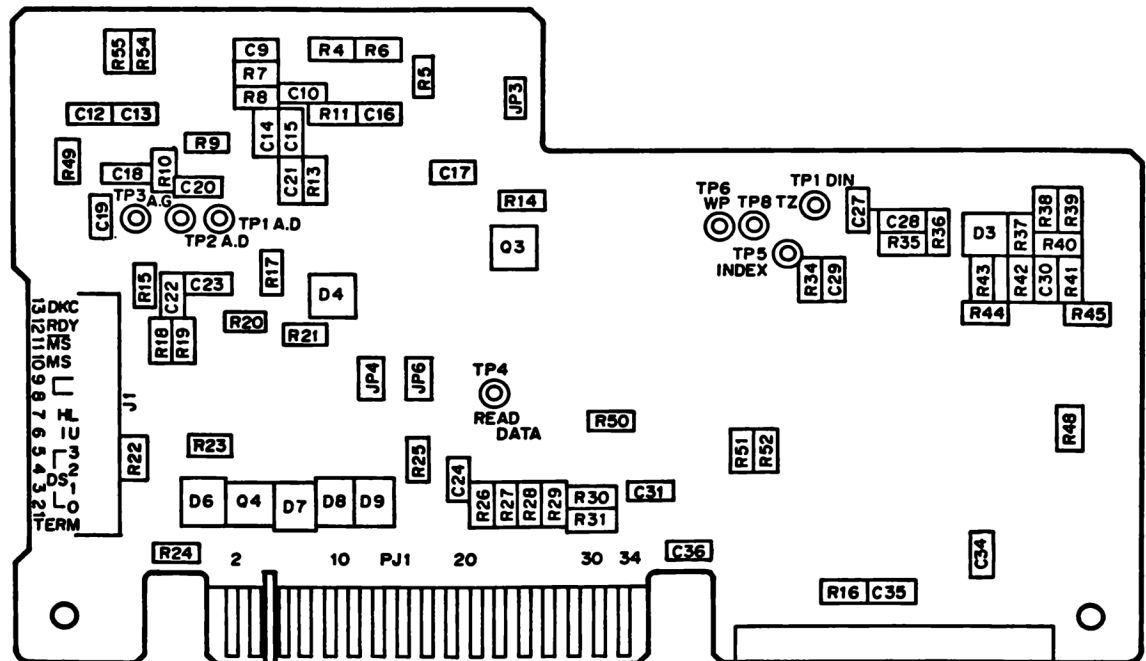 R55 R54
C9 R4 R6
R7 R5
R8 C10 JP3
C12 C13 R11 C16
C14 C15
R9
R49 C18 R10 C20 C21 R13 C17
TP3 A.G
C19
TP1 A.D
TP2 A.D
R14
Q3
TP6 WP
TP8 TZ
TP1 DIN
TP5 INDEX
C27 C28 R35 R36
R34 C29
D3 R37 R38 R39
R40
R43 R42 C30 R41
R44 R45
R15 C22 C23 R17
D4
R18 R19 R20 R21
13 DKC
12 RDY
11 MS
10 MS
9
8
7 HL
6 IU
5 3
4 2
DS
3 1
2 0
1 TERM
J1
JP4 JP6
TP4
READ DATA
R50
R22 R23 R25
R51 R52
R48
C24
D6 Q4 D7 D8 D9
R26 R27 R28 R29 R30 C31
R31
R24 2 10 PJ1 20 30 34 C36
C34
R16 C35